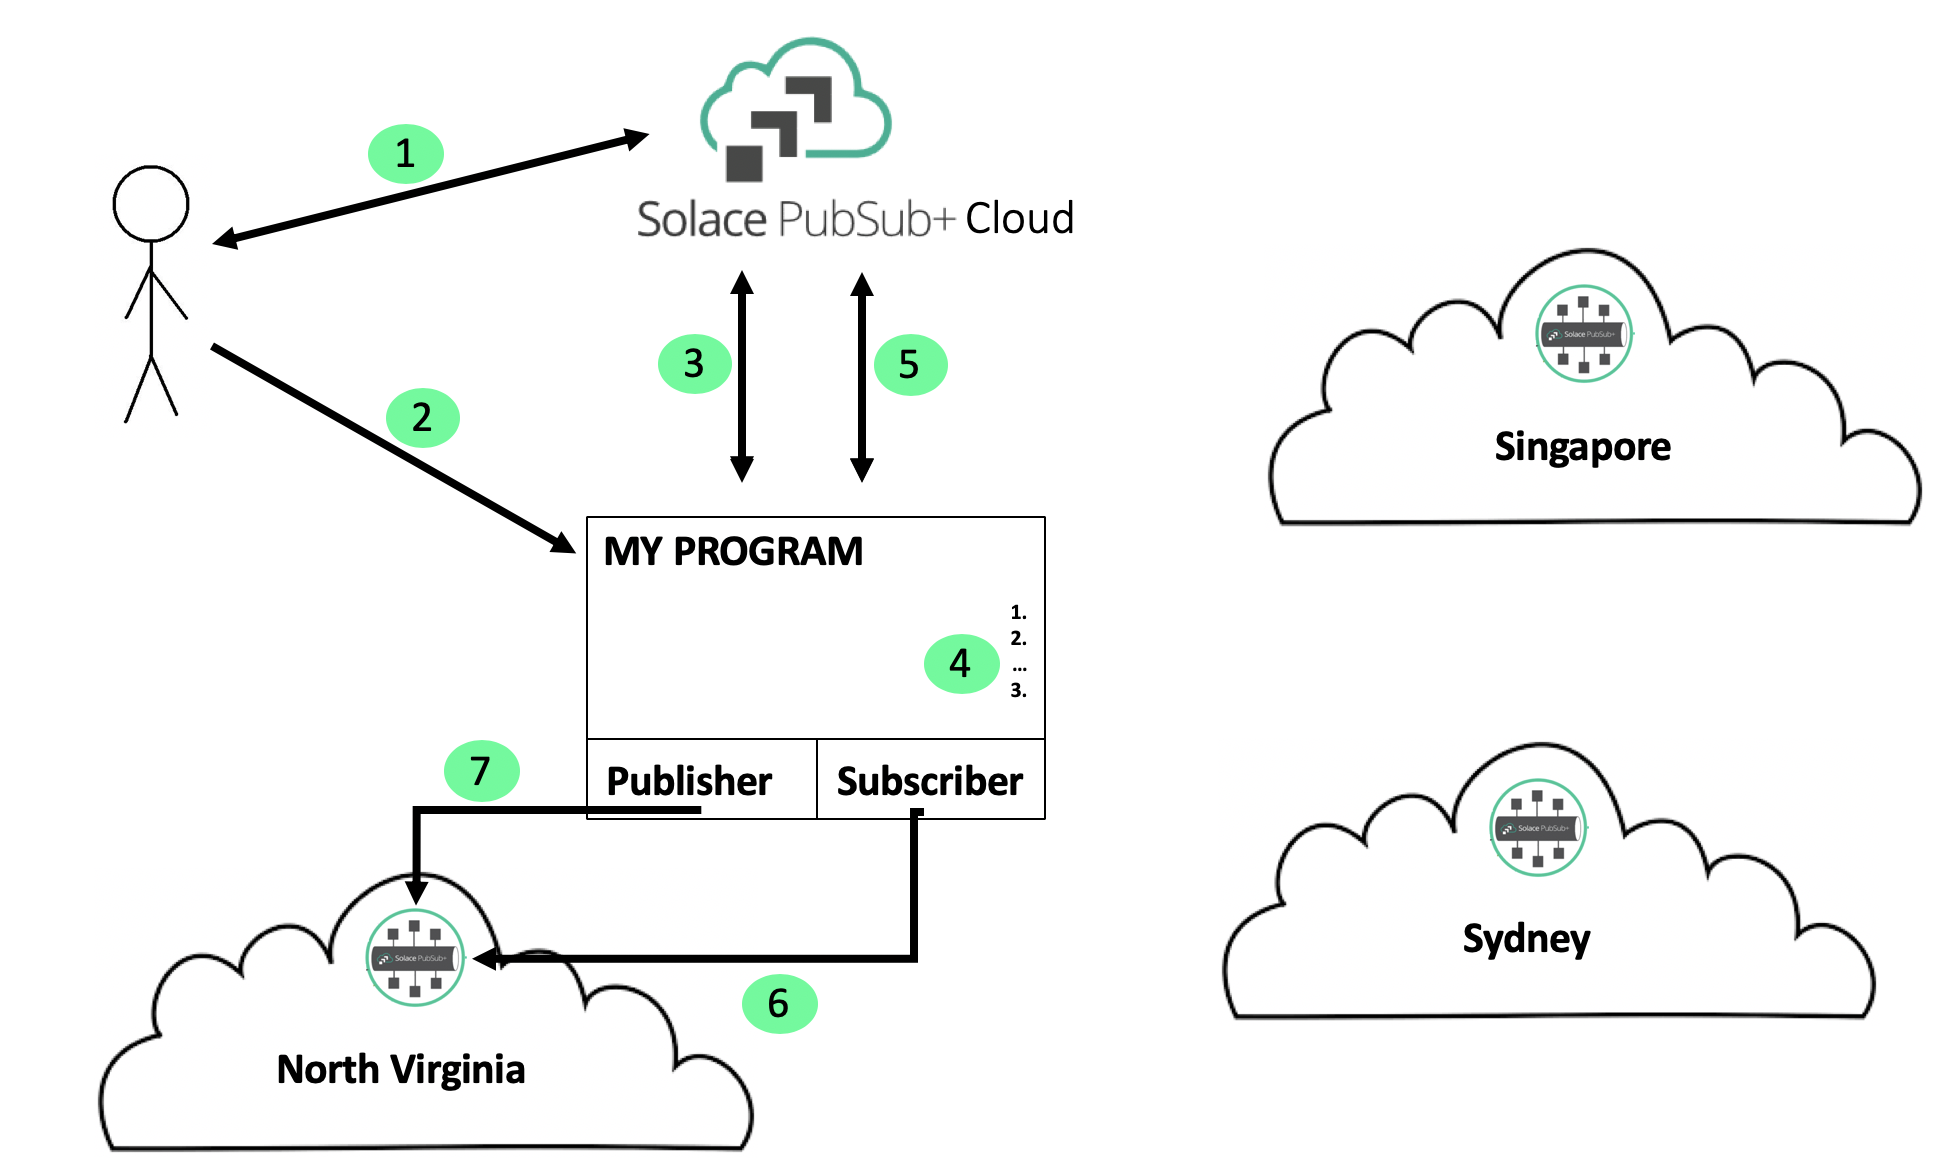 1
Solace PubSub+ Cloud
2
3
5
Solace PubSub+
Singapore
MY PROGRAM
1.
2.
...
3.
4
7
Publisher
Subscriber
Solace PubSub+
Sydney
Solace PubSub+
6
North Virginia